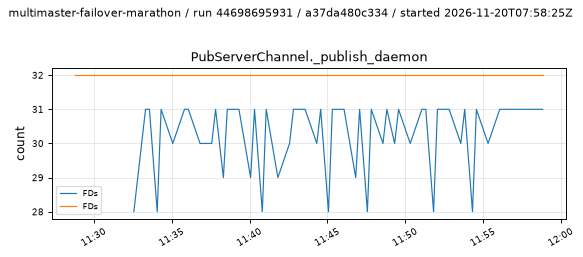 multimaster-failover-marathon / run 44698695931 / a37da480c334 / started 2026-11-20T07:58:25Z
PubServerChannel._publish_daemon
32
31
30
29
28
count
FDs
FDs
11:30
11:35
11:40
11:45
11:50
11:55
12:00